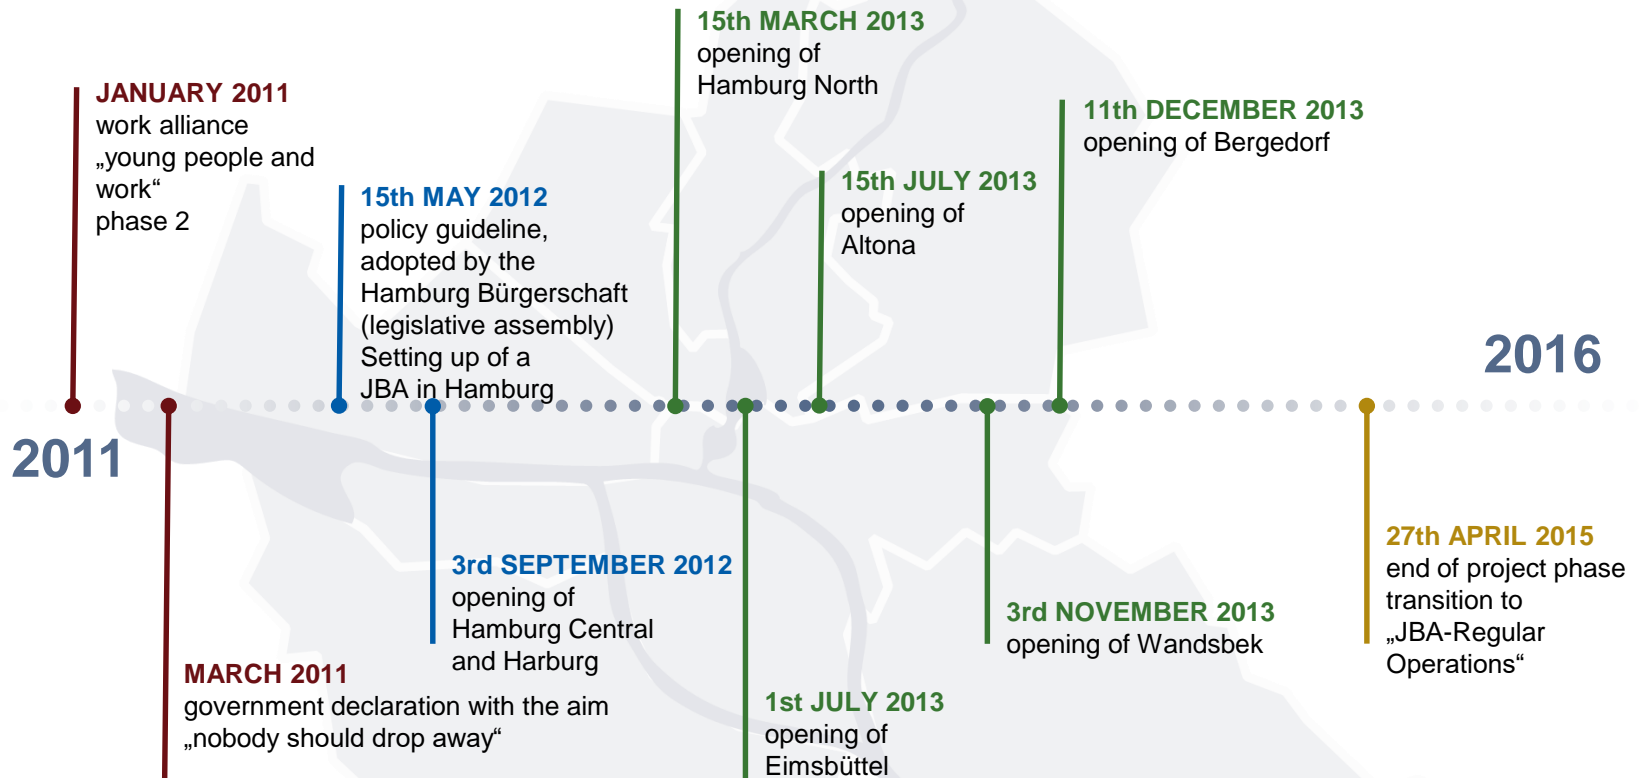 2011
JANUARY 2011
work alliance
„young people and
work“
phase 2
MARCH 2011
government declaration with the aim
„nobody should drop away“
15th MAY 2012
policy guideline,
adopted by the
Hamburg Bürgerschaft
(legislative assembly)
Setting up of a
JBA in Hamburg
3rd SEPTEMBER 2012
opening of
Hamburg Central
and Harburg
15th MARCH 2013
opening of
Hamburg North
1st JULY 2013
opening of
Eimsbüttel
15th JULY 2013
opening of
Altona
3rd NOVEMBER 2013
opening of Wandsbek
11th DECEMBER 2013
opening of Bergedorf
27th APRIL 2015
end of project phase
transition to
„JBA-Regular
Operations“
2016